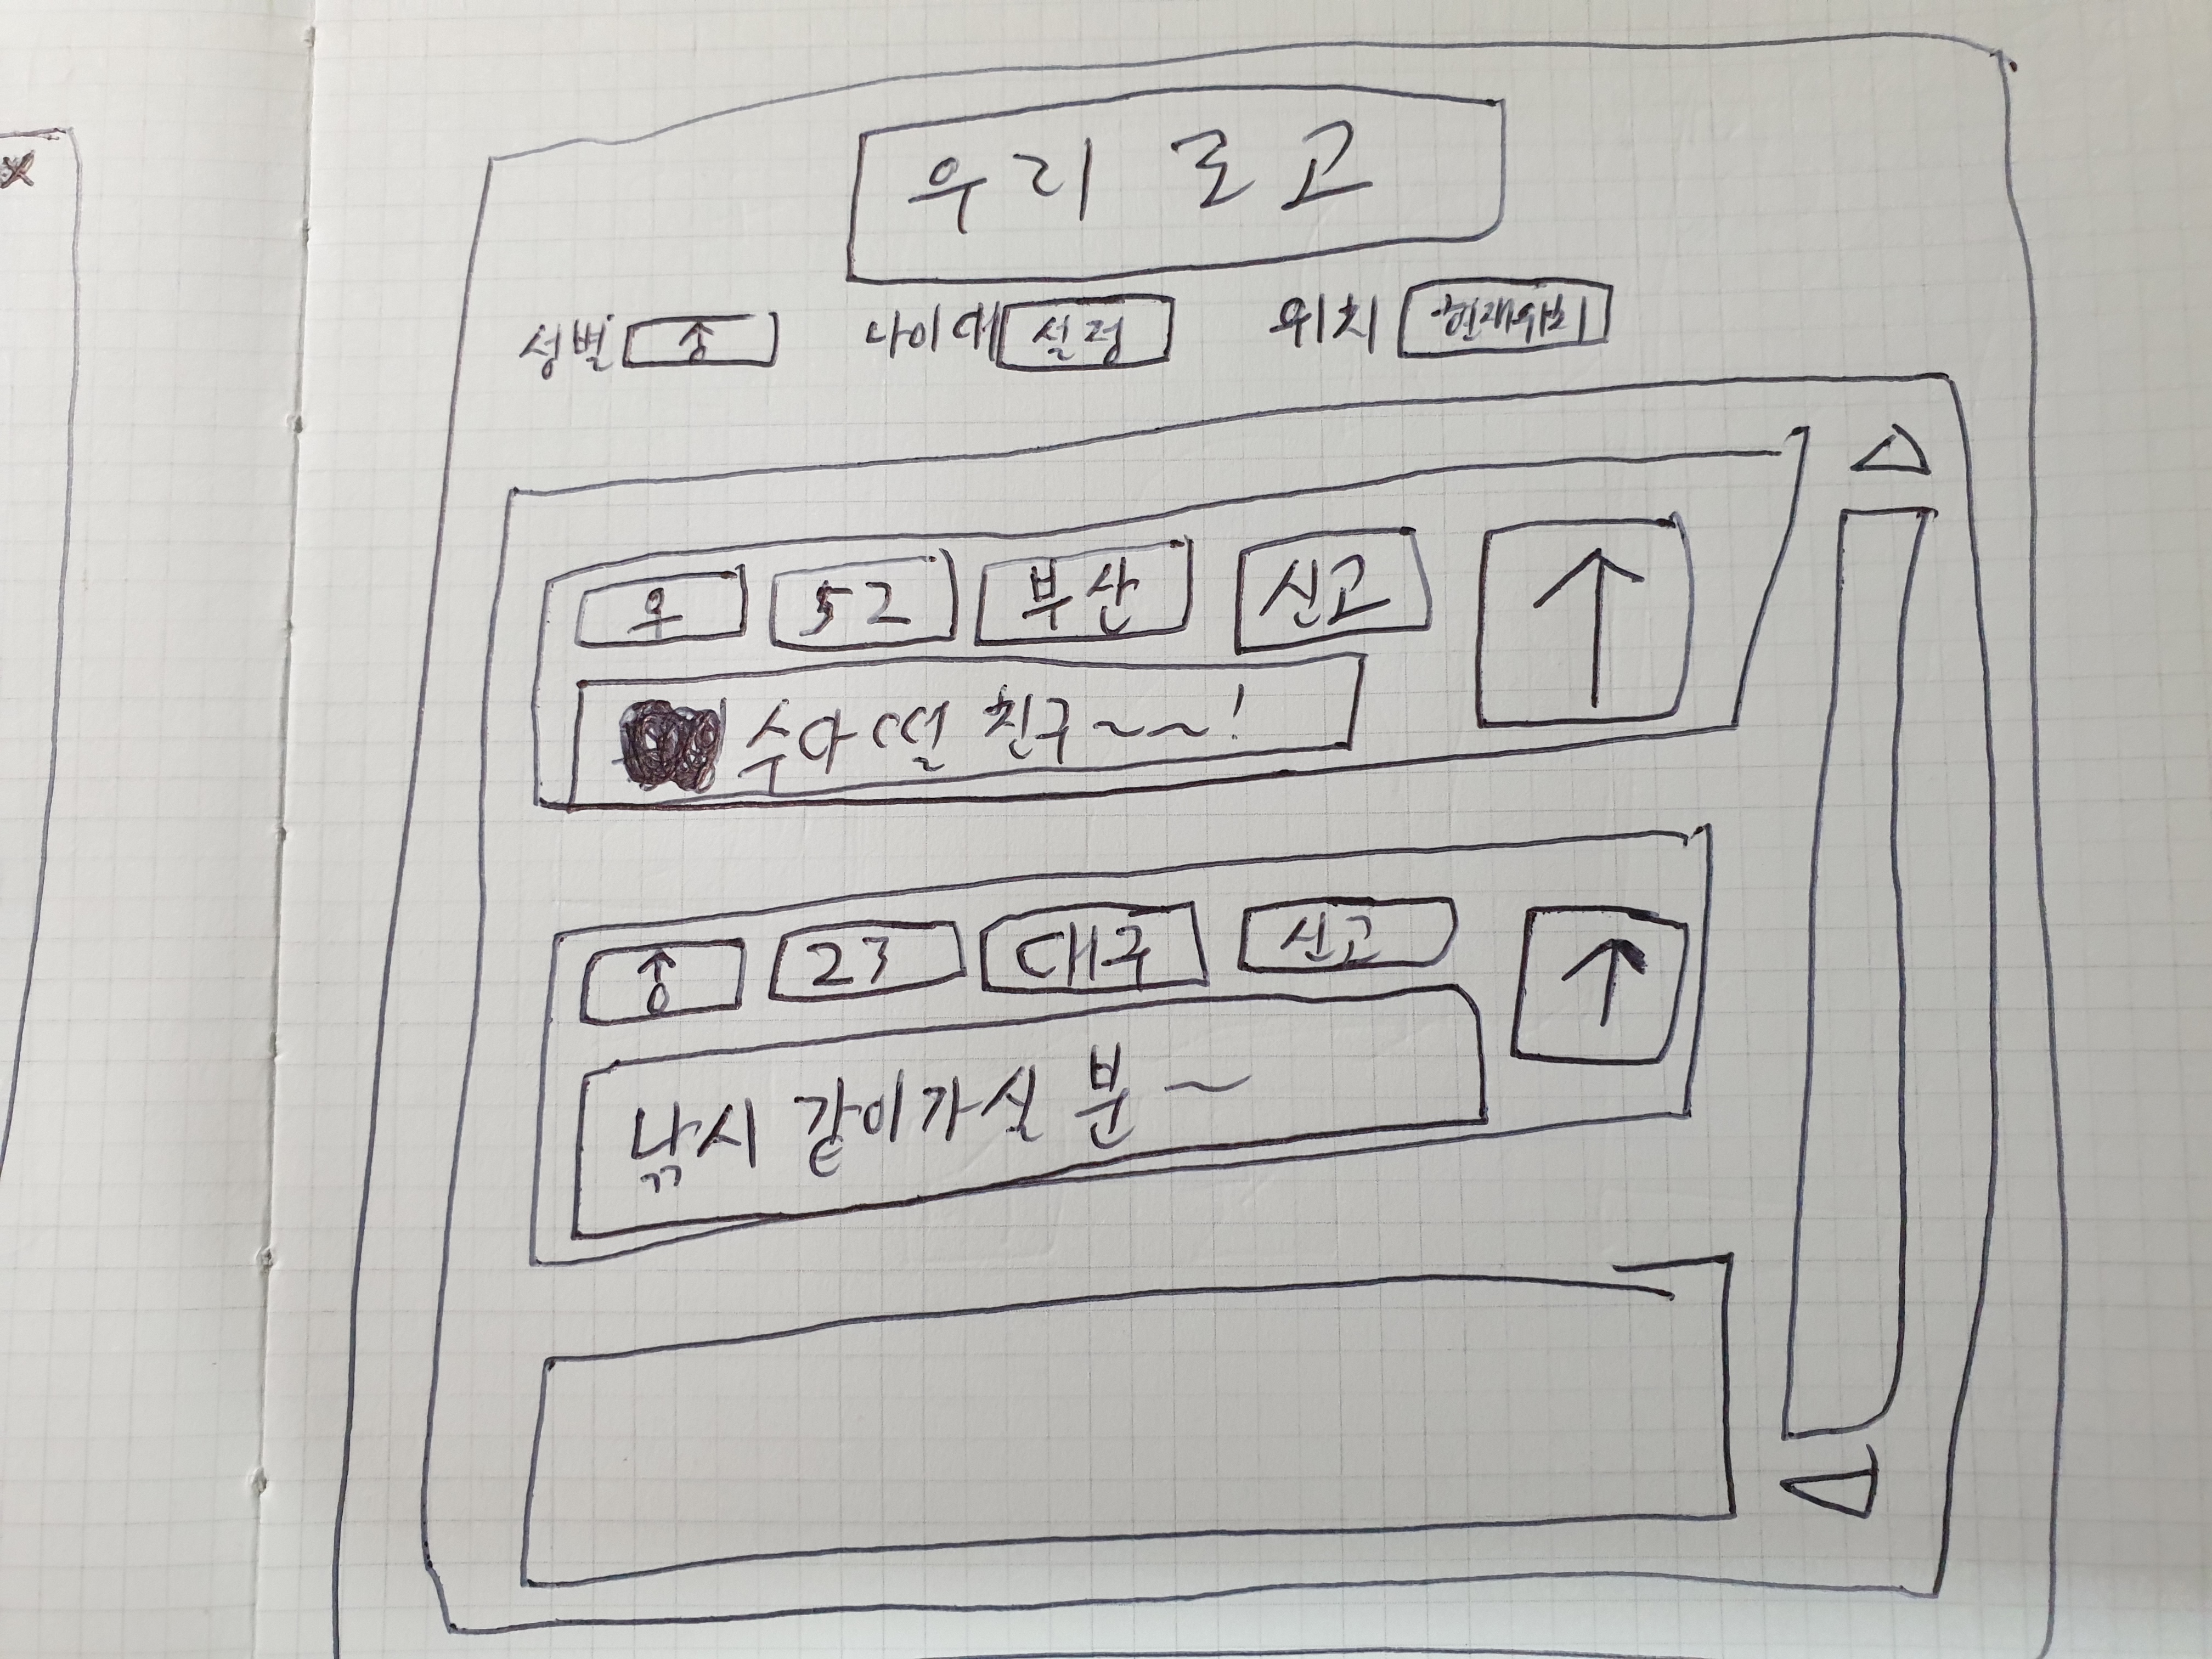 우리 로고
성별 ♂ 나이대 설정 위치 현재위치
♀ 52 부산 신고 ↑
수다 떨 친구~~!
♂ 23 대구 신고 ↑
낚시 같이가실 분~